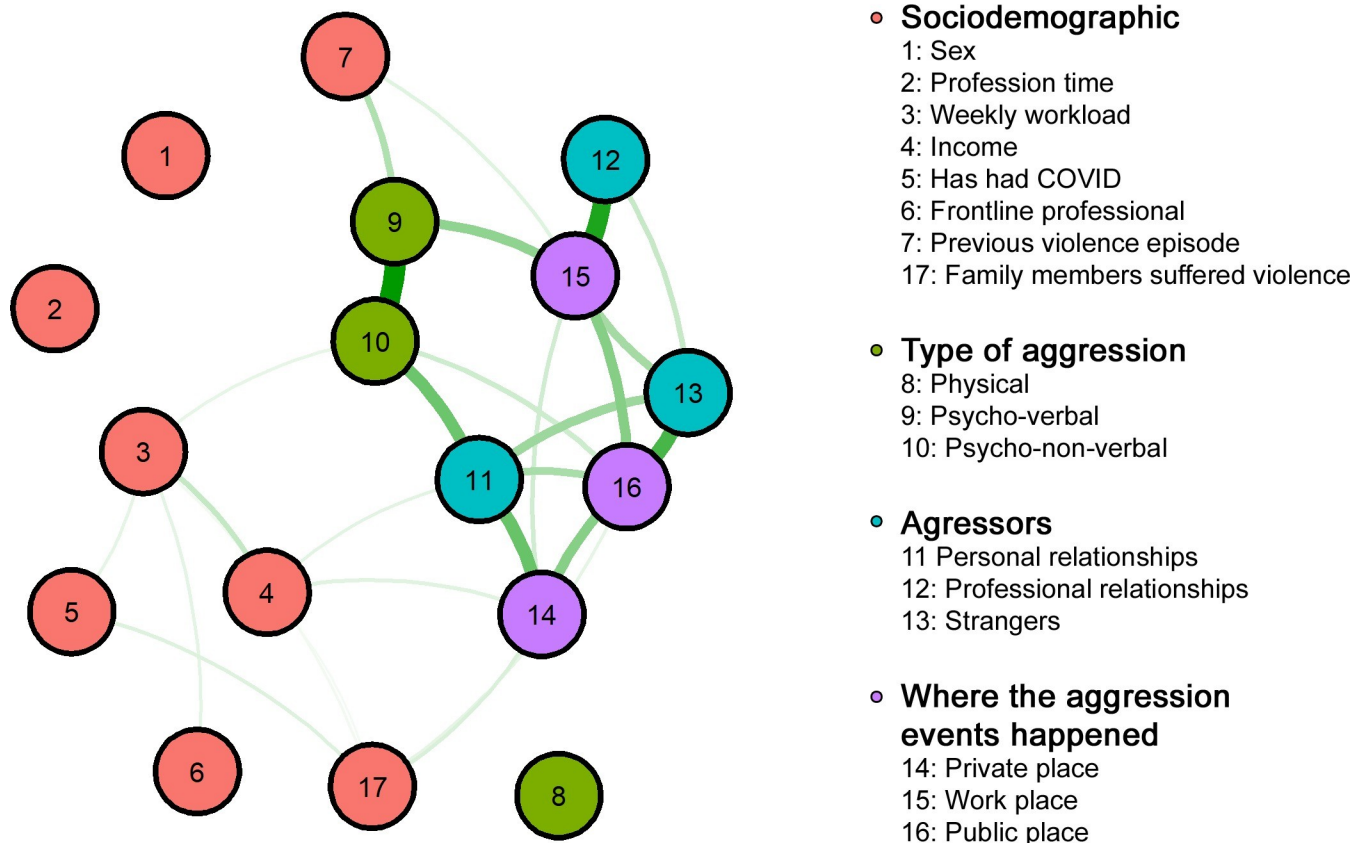 7
12
1
9
15
2
10
13
3
11
16
4
5
14
6
17
8
Sociodemographic
1: Sex
2: Profession time
3: Weekly workload
4: Income
5: Has had COVID
6: Frontline professional
7: Previous violence episode
17: Family members suffered violence
Type of aggression
8: Physical
9: Psycho-verbal
10: Psycho-non-verbal
Agressors
11 Personal relationships
12: Professional relationships
13: Strangers
Where the aggression
events happened
14: Private place
15: Work place
16: Public place